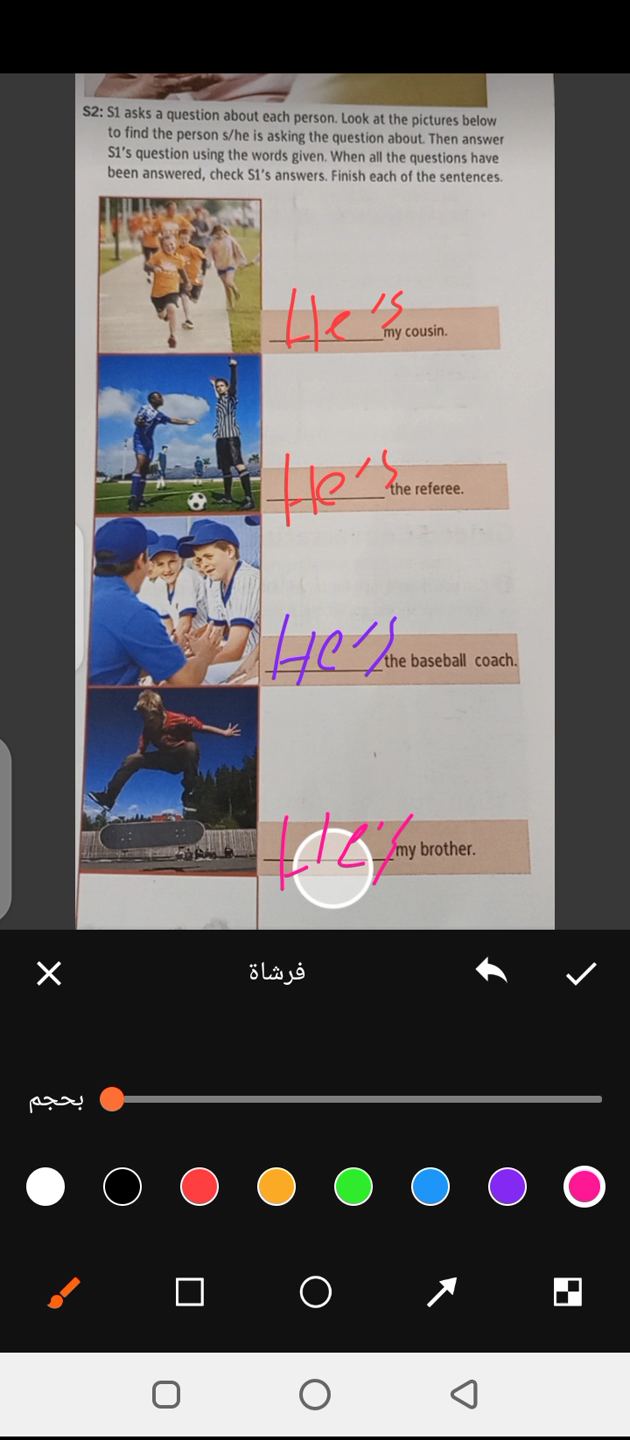 S2: S1 asks a question about each person. Look at the pictures below
to find the person s/he is asking the question about. Then answer
S1's question using the words given. When all the questions have
been answered, check S1's answers. Finish each of the sentences.
He's my cousin.
He's the referee.
He's the baseball coach.
He's my brother.
فرشاة
بحجم